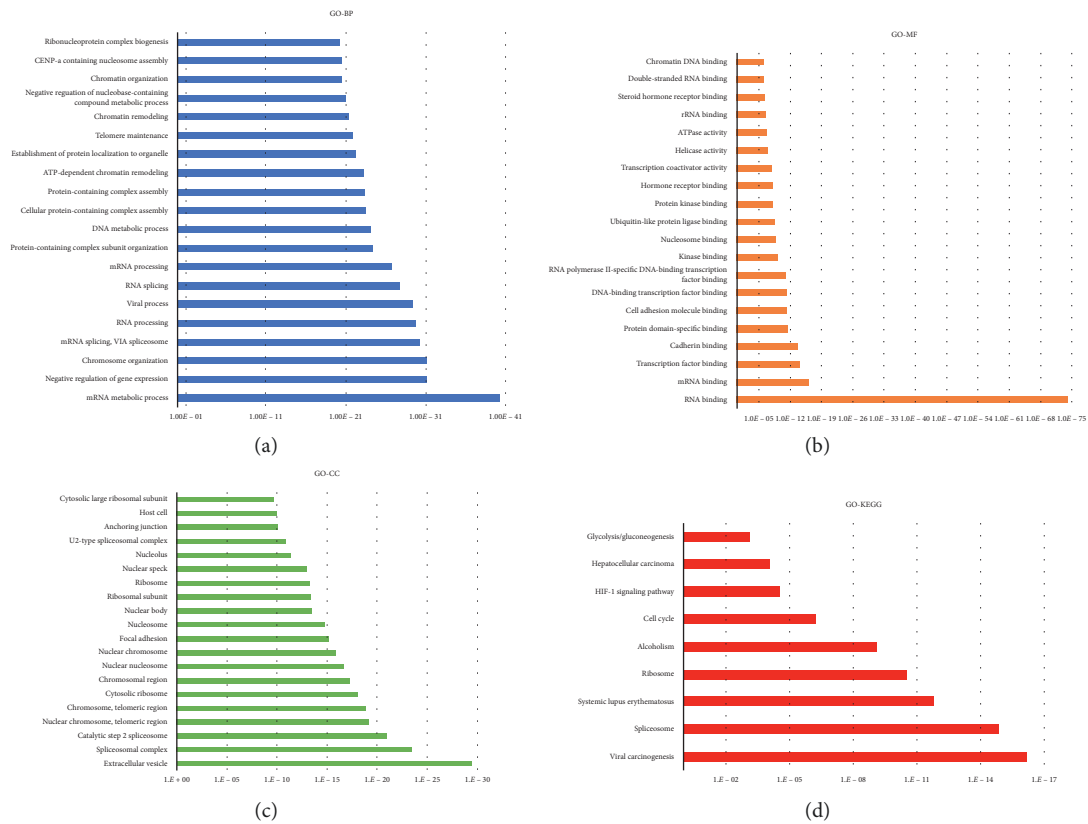 GO-BP
Ribonucleoprotein complex biogenesis
CENP-a containing nucleosome assembly
Chromatin organization
Negative reguation of nucleobase-containing
compound metabolic process
Chromatin remodeling
Telomere maintenance
Establishment of protein localization to organelle
ATP-dependent chromatin remodeling
Protein-containing complex assembly
Cellular protein-containing complex assembly
DNA metabolic process
Protein-containing complex subunit organization
mRNA processing
RNA splicing
Viral process
RNA processing
mRNA splicing, VIA spliceosome
Chromosome organization
Negative regulation of gene expression
mRNA metabolic process
1.00E – 01 1.00E – 11 1.00E – 21 1.00E – 31 1.00E – 41
(a)
GO-MF
Chromatin DNA binding
Double-stranded RNA binding
Steroid hormone receptor binding
rRNA binding
ATPase activity
Helicase activity
Transcription coactivator activity
Hormone receptor binding
Protein kinase binding
Ubiquitin-like protein ligase binding
Nucleosome binding
Kinase binding
RNA polymerase II-specific DNA-binding transcription
factor binding
DNA-binding transcription factor binding
Cell adhesion molecule binding
Protein domain-specific binding
Cadherin binding
Transcription factor binding
mRNA binding
RNA binding
1.0E – 05 1.0E – 12 1.0E – 19 1.0E – 26 1.0E – 33 1.0E – 40 1.0E – 47 1.0E – 54 1.0E – 61 1.0E – 68 1.0E – 75
(b)
GO-CC
Cytosolic large ribosomal subunit
Host cell
Anchoring junction
U2-type spliceosomal complex
Nucleolus
Nuclear speck
Ribosome
Ribosomal subunit
Nuclear body
Nucleosome
Focal adhesion
Nuclear chromosome
Nuclear nucleosome
Chromosomal region
Cytosolic ribosome
Chromosome, telomeric region
Nuclear chromosome, telomeric region
Catalytic step 2 spliceosome
Spliceosomal complex
Extracellular vesicle
1.E + 00 1.E – 05 1.E – 10 1.E – 15 1.E – 20 1.E – 25 1.E – 30
(c)
GO-KEGG
Glycolysis/gluconeogenesis
Hepatocellular carcinoma
HIF-1 signaling pathway
Cell cycle
Alcoholism
Ribosome
Systemic lupus erythematosus
Spliceosome
Viral carcinogenesis
1.E – 02 1.E – 05 1.E – 08 1.E – 11 1.E – 14 1.E – 17
(d)